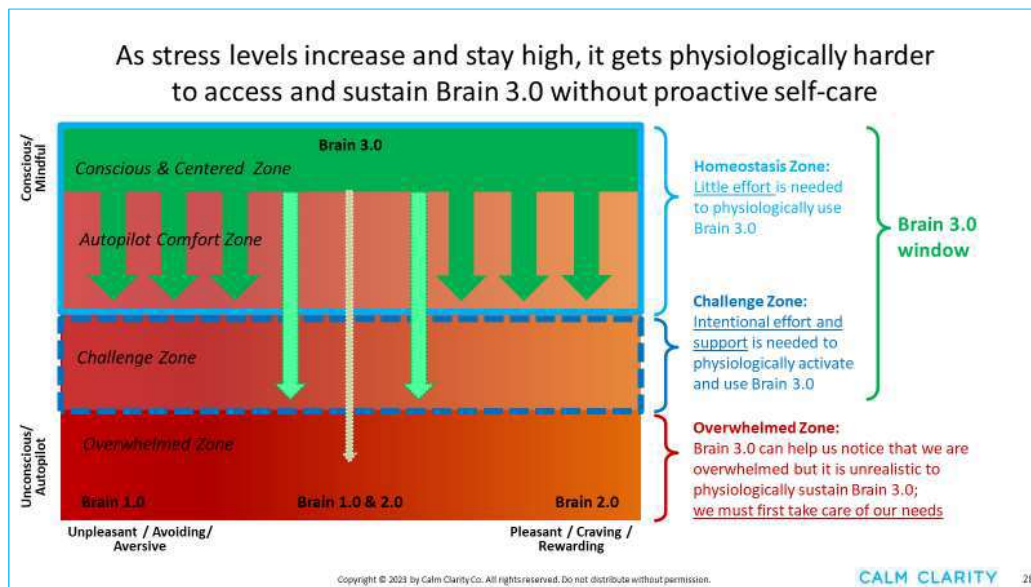 As stress levels increase and stay high, it gets physiologically harder
to access and sustain Brain 3.0 without proactive self-care
Conscious/
Mindful
Brain 3.0
Conscious & Centered Zone
Autopilot Comfort Zone
Challenge Zone
Unconscious/
Autopilot
Overwhelmed Zone
Brain 1.0
Brain 1.0 & 2.0
Brain 2.0
Unpleasant / Avoiding/
Aversive
Pleasant / Craving /
Rewarding
Homeostasis Zone:
Little effort is needed
to physiologically use
Brain 3.0
Brain 3.0
window
Challenge Zone:
Intentional effort and
support is needed to
physiologically activate
and use Brain 3.0
Overwhelmed Zone:
Brain 3.0 can help us notice that we are
overwhelmed but it is unrealistic to
physiologically sustain Brain 3.0;
we must first take care of our needs
Copyright © 2023 by Calm Clarity Co. All rights reserved. Do not distribute without permission.
CALM CLARITY